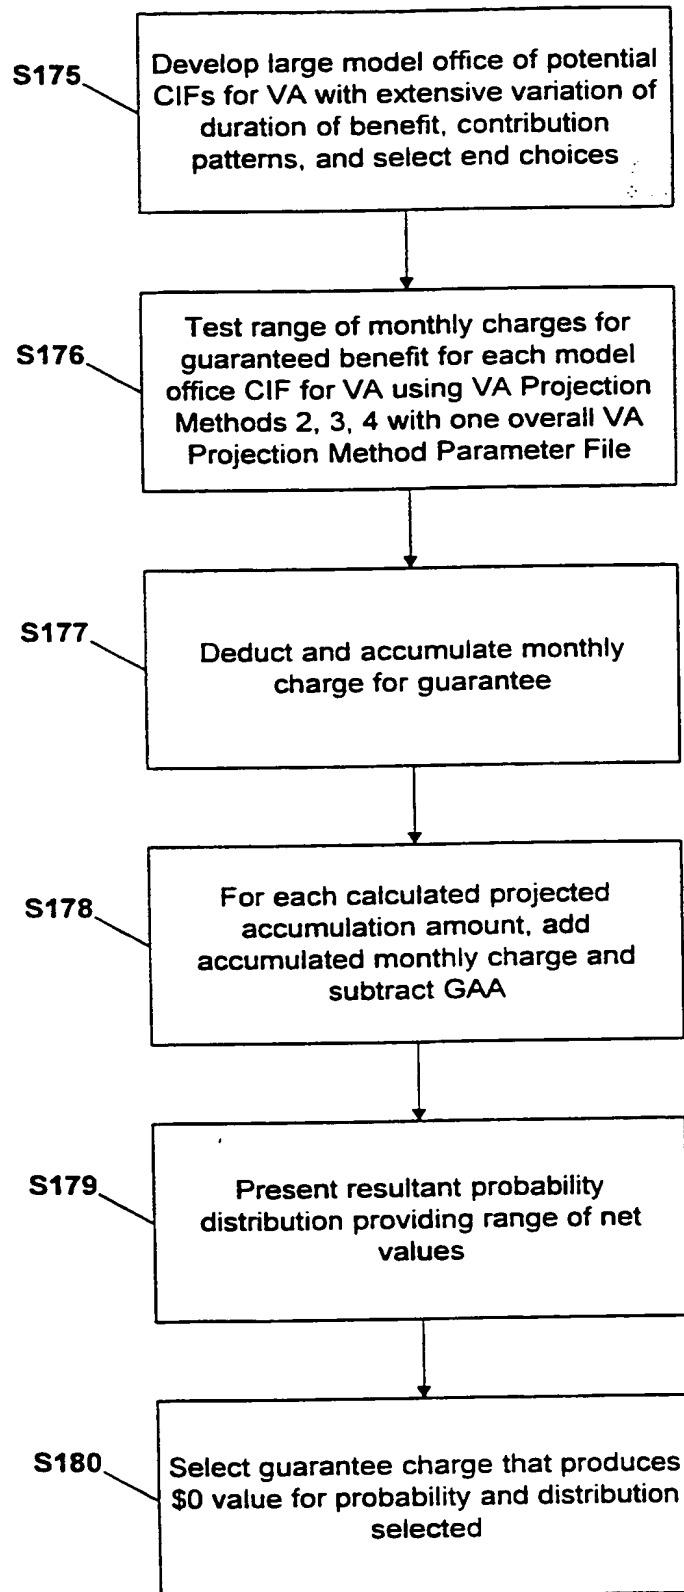 S175
Develop large model office of potential
CIFs for VA with extensive variation of
duration of benefit, contribution
patterns, and select end choices
S176
Test range of monthly charges for
guaranteed benefit for each model
office CIF for VA using VA Projection
Methods 2, 3, 4 with one overall VA
Projection Method Parameter File
S177
Deduct and accumulate monthly
charge for guarantee
S178
For each calculated projected
accumulation amount, add
accumulated monthly charge and
subtract GAA
S179
Present resultant probability
distribution providing range of net
values
S180
Select guarantee charge that produces
$0 value for probability and distribution
selected